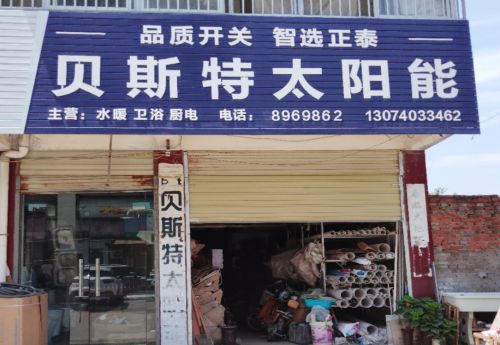 品质开关 智选正泰
贝斯特太阳能
主营：水暖 卫浴 厨电 电话： 8969862 13074033462
贝斯特太